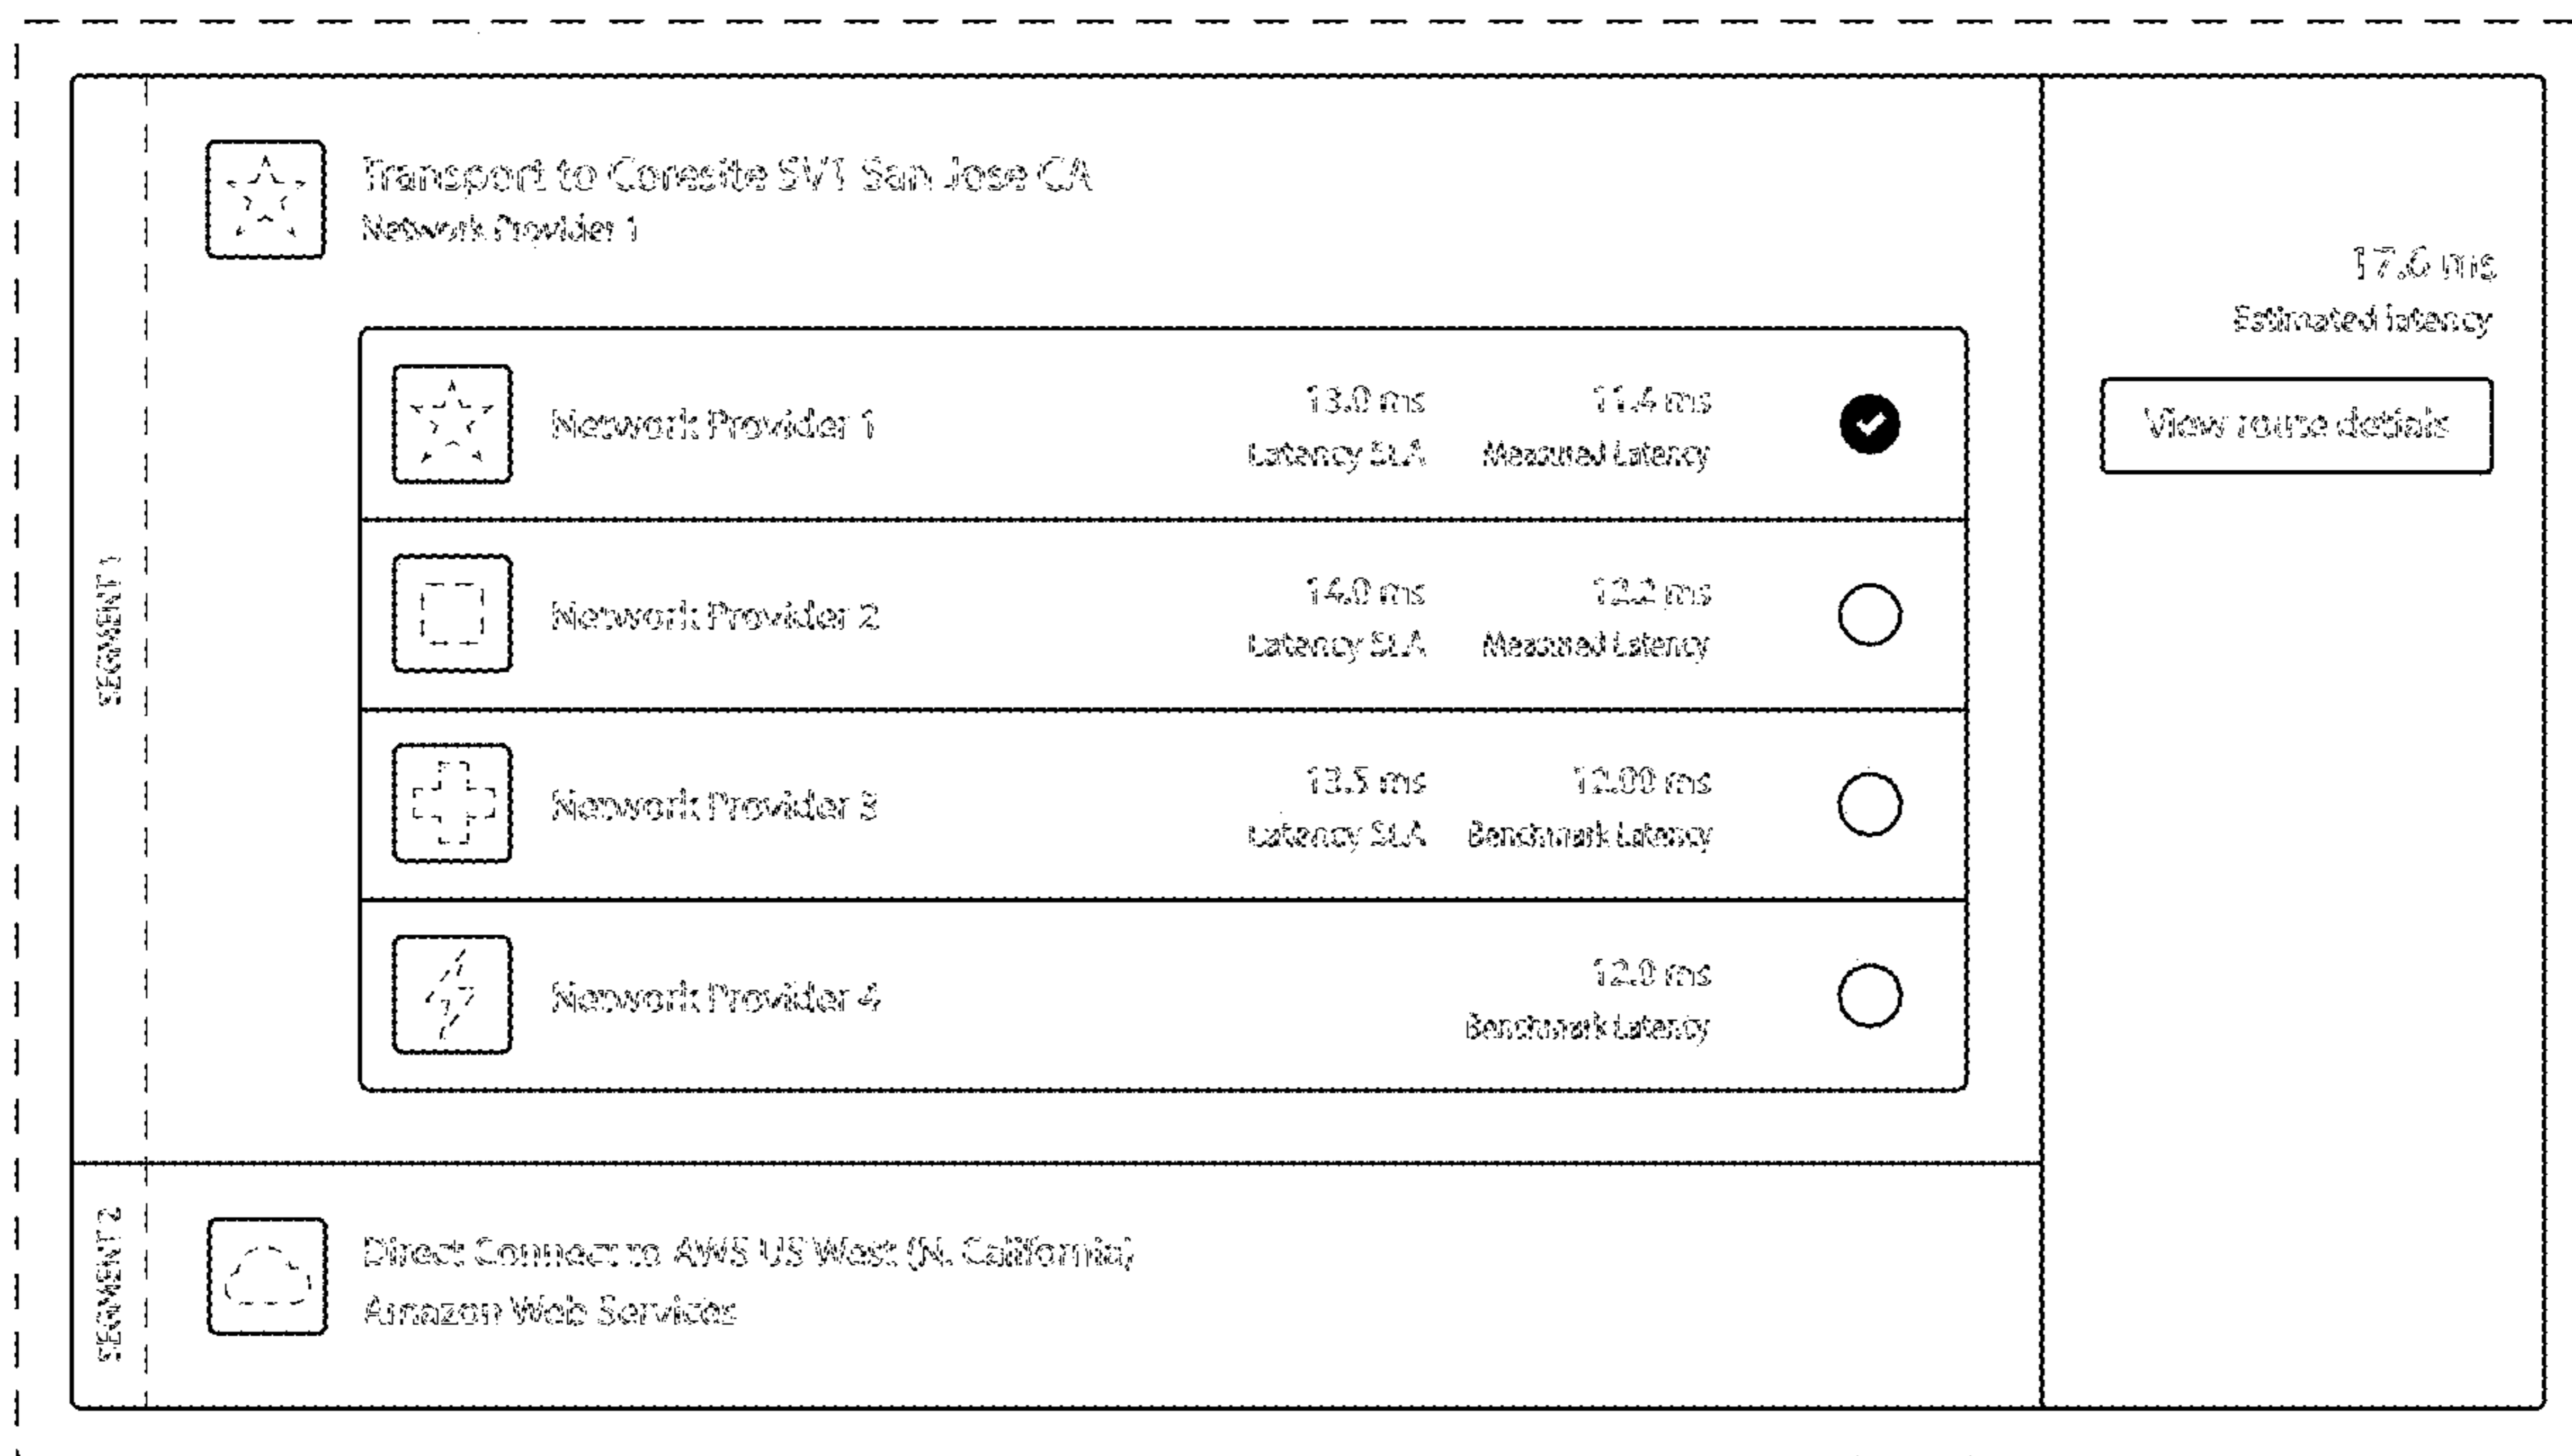 SEGMENT 1
Transport to Coresite SV1 San Jose CA
Network Provider 1
Network Provider 1
13.0 ms
Latency SLA
11.4 ms
Measured Latency
Network Provider 2
14.0 ms
Latency SLA
12.2 ms
Measured Latency
Network Provider 3
13.5 ms
Latency SLA
12.00 ms
Benchmark Latency
Network Provider 4
12.0 ms
Benchmark Latency
17.6 ms
Estimated latency
View route detials
SEGMENT 2
Direct Connect to AWS US West (N. California)
Amazon Web Services